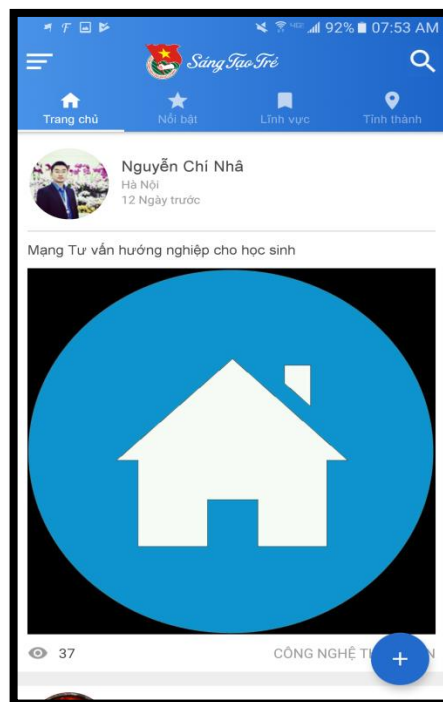 92% 07:53 AM
Sáng Tạo Trẻ
Trang chủ Nổi bật Lĩnh vực Tỉnh thành
Nguyễn Chí Nhâ
Hà Nội
12 Ngày trước
Mạng Tư vấn hướng nghiệp cho học sinh
37 CÔNG NGHỆ